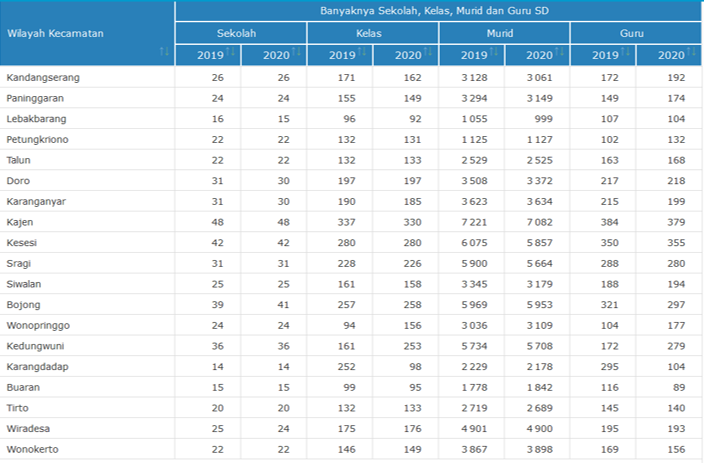 Banyaknya Sekolah, Kelas, Murid dan Guru SD
Wilayah Kecamatan
Sekolah Kelas Murid Guru
2019 2020 2019 2020 2019 2020 2019 2020
Kandangserang 26 26 171 162 3 128 3 061 172 192
Paninggaran 24 24 155 149 3 294 3 149 149 174
Lebakbarang 16 15 96 92 1 055 999 107 104
Petungkriono 22 22 132 131 1 125 1 127 102 132
Talun 22 22 132 133 2 529 2 525 163 168
Doro 31 30 197 197 3 508 3 372 217 218
Karanganyar 31 30 190 185 3 623 3 634 215 199
Kajen 48 48 337 330 7 221 7 082 384 379
Kesesi 42 42 280 280 6 075 5 857 350 355
Sragi 31 31 228 226 5 900 5 664 288 280
Siwalan 25 25 161 158 3 345 3 179 188 194
Bojong 39 41 257 258 5 969 5 953 321 297
Wonopringgo 24 24 94 156 3 036 3 109 104 177
Kedungwuni 36 36 161 253 5 734 5 708 172 279
Karangdadap 14 14 252 98 2 229 2 178 295 104
Buaran 15 15 99 95 1 778 1 842 116 89
Tirto 20 20 132 133 2 719 2 689 145 140
Wiradesa 25 24 175 176 4 901 4 900 195 193
Wonokerto 22 22 146 149 3 867 3 898 169 156